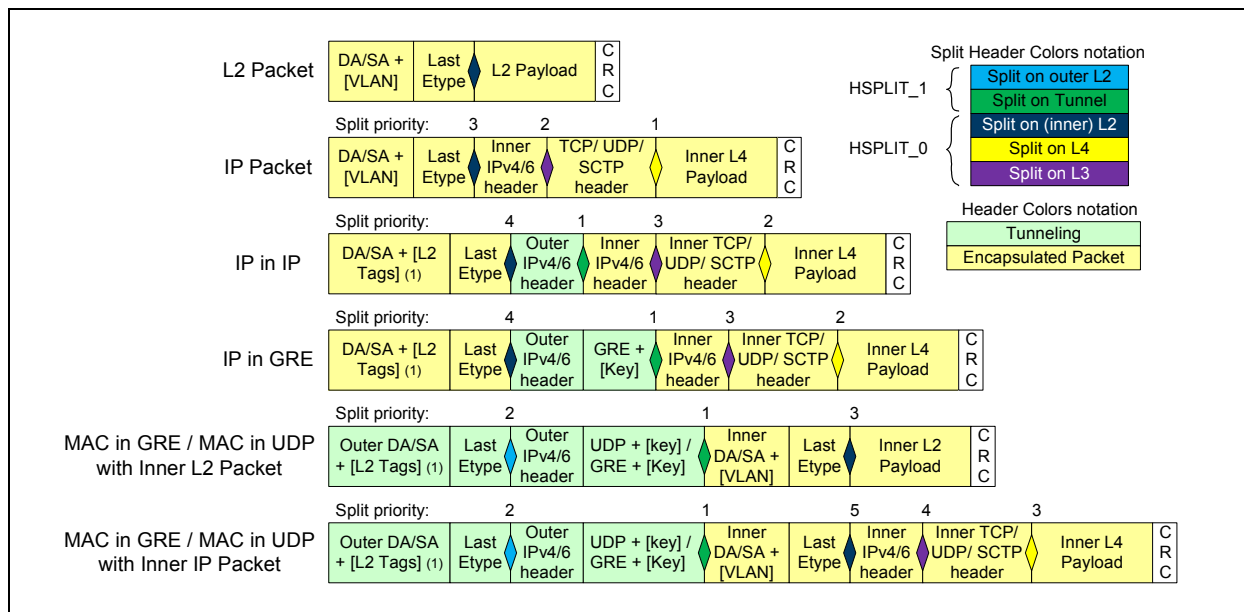 L2 Packet
DA/SA +
[VLAN]
Last
Etype
L2 Payload
C
R
C
Split Header Colors notation
HSPLIT_1
Split on outer L2
Split on Tunnel
HSPLIT_0
Split on (inner) L2
Split on L4
Split on L3
Header Colors notation
Tunneling
Encapsulated Packet
Split priority: 3 2 1
IP Packet
DA/SA +
[VLAN]
Last
Etype
Inner
IPv4/6
header
TCP/ UDP/
SCTP
header
Inner L4
Payload
C
R
C
Split priority: 4 1 3 2
IP in IP
DA/SA + [L2
Tags] (1)
Last
Etype
Outer
IPv4/6
header
Inner
IPv4/6
header
Inner TCP/
UDP/ SCTP
header
Inner L4
Payload
C
R
C
Split priority: 4 1 3 2
IP in GRE
DA/SA + [L2
Tags] (1)
Last
Etype
Outer
IPv4/6
header
GRE +
[Key]
Inner
IPv4/6
header
Inner TCP/
UDP/ SCTP
header
Inner L4
Payload
C
R
C
Split priority: 2 1 3
MAC in GRE / MAC in UDP
with Inner L2 Packet
Outer DA/SA
+ [L2 Tags] (1)
Last
Etype
Outer
IPv4/6
header
UDP + [key] /
GRE + [Key]
Inner
DA/SA +
[VLAN]
Last
Etype
Inner L2
Payload
C
R
C
Split priority: 2 1 5 4 3
MAC in GRE / MAC in UDP
with Inner IP Packet
Outer DA/SA
+ [L2 Tags] (1)
Last
Etype
Outer
IPv4/6
header
UDP + [key] /
GRE + [Key]
Inner
DA/SA +
[VLAN]
Last
Etype
Inner
IPv4/6
header
Inner TCP/
UDP/ SCTP
header
Inner L4
Payload
C
R
C